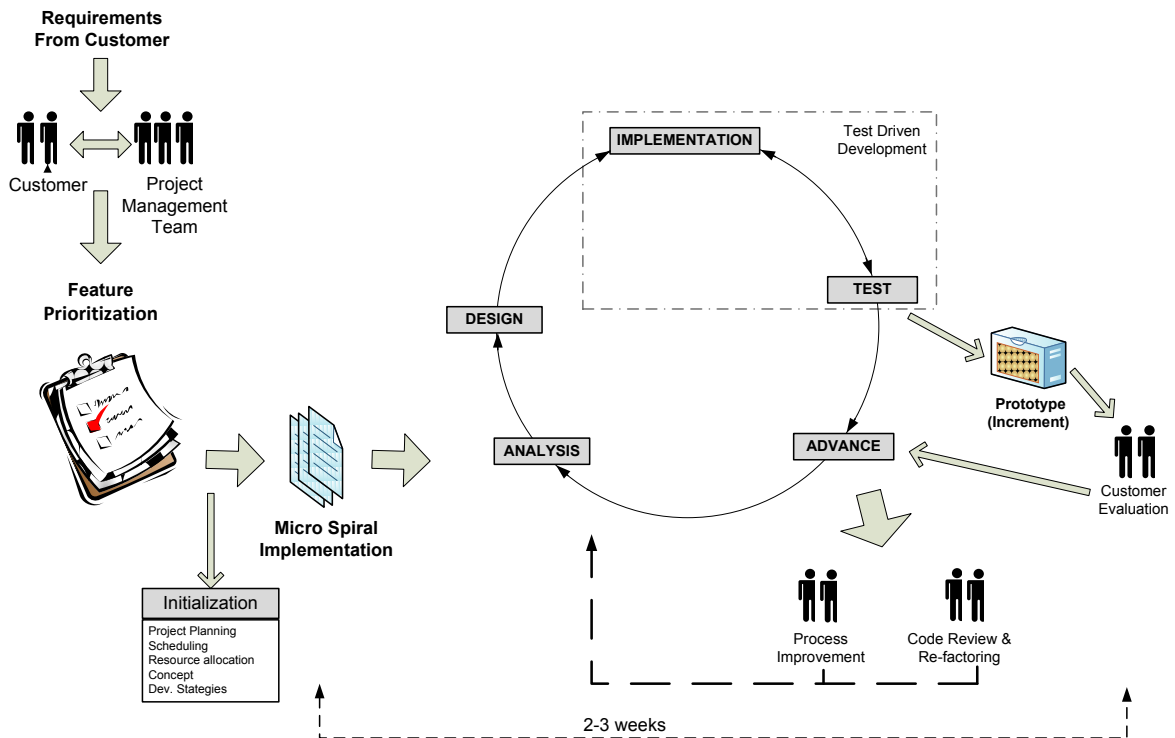 Requirements
From Customer
Customer
Project
Management
Team
Feature
Prioritization
Micro Spiral
Implementation
Initialization
Project Planning
Scheduling
Resource allocation
Concept
Dev. Stategies
IMPLEMENTATION
Test Driven
Development
TEST
DESIGN
ANALYSIS
ADVANCE
Prototype
(Increment)
Customer
Evaluation
Process
Improvement
Code Review &
Re-factoring
2-3 weeks